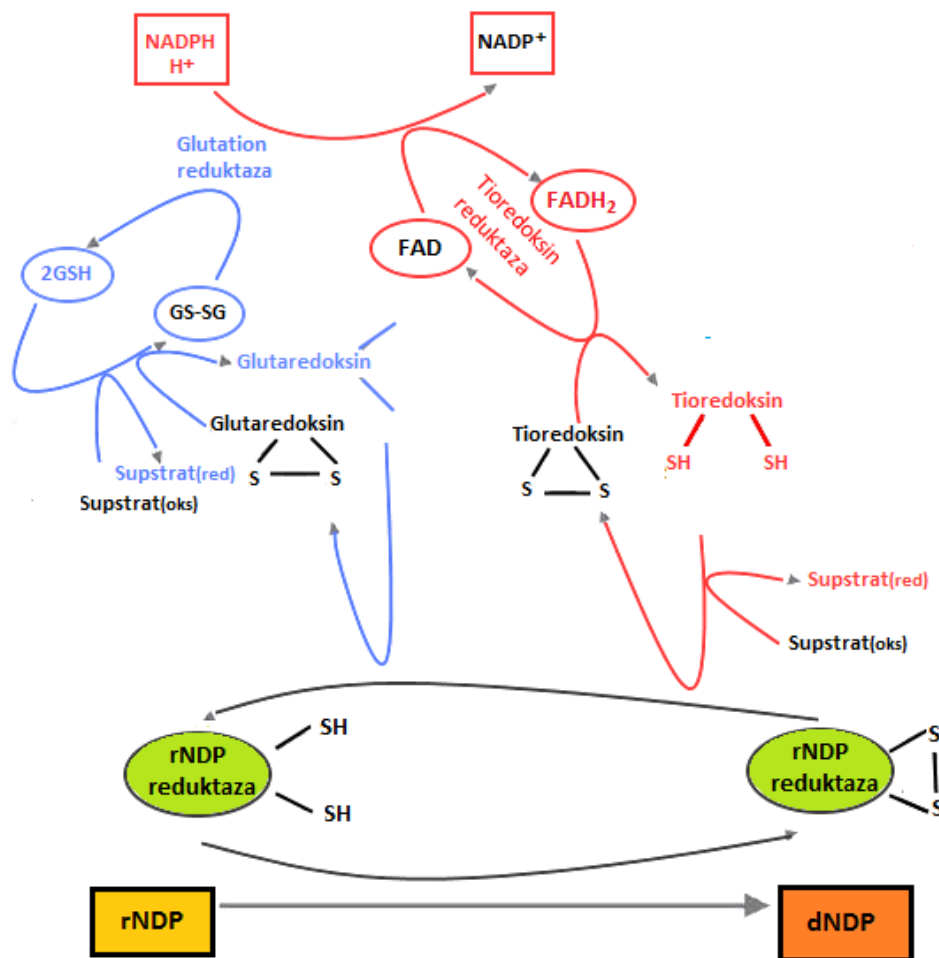 NADPH
H+
NADP+
Glutation
reduktaza
Tioredoksin
reduktaza
FADH2
FAD
2GSH
GS-SG
Glutaredoksin
Glutaredoksin
S
S
Supstrat(red)
Supstrat(oks)
Tioredoksin
S
S
Tioredoksin
SH
SH
Supstrat(red)
Supstrat(oks)
rNDP
reduktaza
SH
SH
rNDP
reduktaza
S
S
rNDP
dNDP